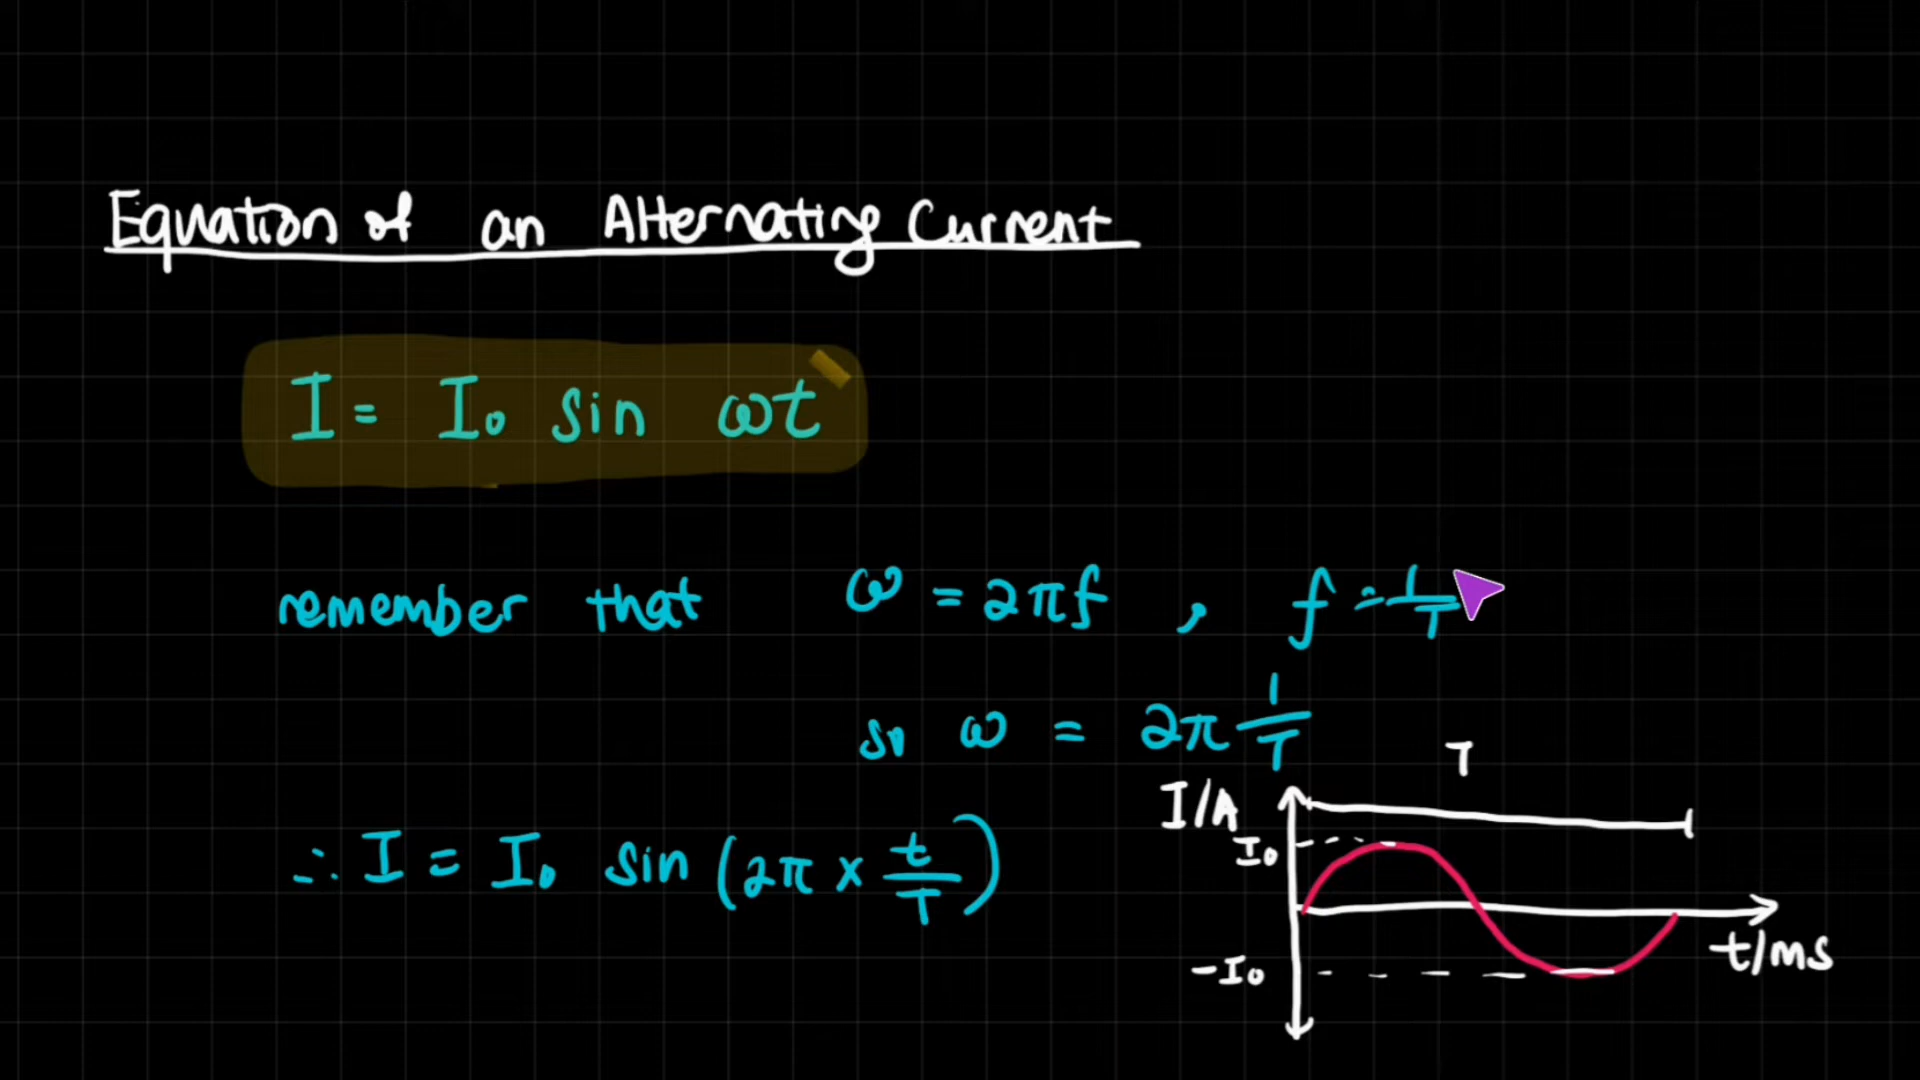 Equation of an Alternating Current
I = I₀ sin ωt
remember that ω = 2πf , f = 1/T
so ω = 2π 1/T
T
I/A
I₀
∴ I = I₀ sin (2π × t/T)
t/ms
-I₀